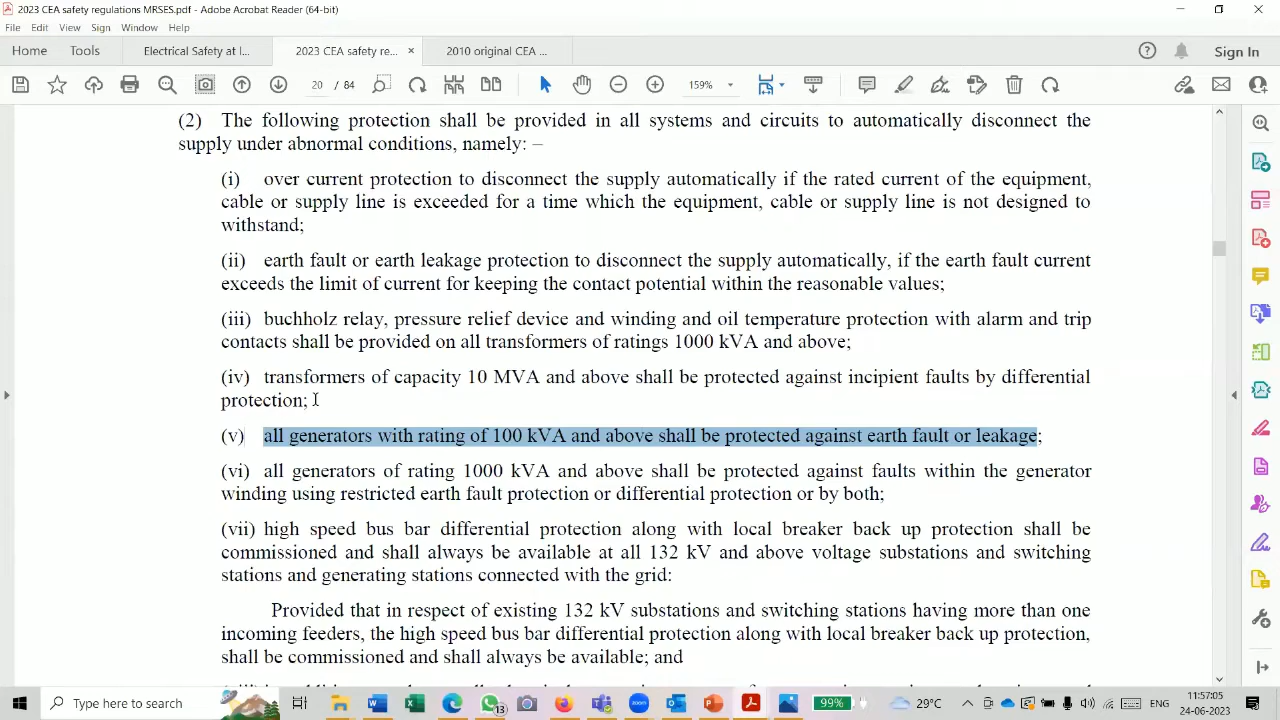 2023 CEA safety regulations MRSES.pdf - Adobe Acrobat Reader (64-bit)
File Edit View Sign Window Help
Home Tools Electrical Safety at I... 2023 CEA safety re... × 2010 original CEA ... Sign In
20 / 84 159%
(2) The following protection shall be provided in all systems and circuits to automatically disconnect the
supply under abnormal conditions, namely: –
(i) over current protection to disconnect the supply automatically if the rated current of the equipment,
cable or supply line is exceeded for a time which the equipment, cable or supply line is not designed to
withstand;
(ii) earth fault or earth leakage protection to disconnect the supply automatically, if the earth fault current
exceeds the limit of current for keeping the contact potential within the reasonable values;
(iii) buchholz relay, pressure relief device and winding and oil temperature protection with alarm and trip
contacts shall be provided on all transformers of ratings 1000 kVA and above;
(iv) transformers of capacity 10 MVA and above shall be protected against incipient faults by differential
protection;
(v) all generators with rating of 100 kVA and above shall be protected against earth fault or leakage;
(vi) all generators of rating 1000 kVA and above shall be protected against faults within the generator
winding using restricted earth fault protection or differential protection or by both;
(vii) high speed bus bar differential protection along with local breaker back up protection shall be
commissioned and shall always be available at all 132 kV and above voltage substations and switching
stations and generating stations connected with the grid:
Provided that in respect of existing 132 kV substations and switching stations having more than one
incoming feeders, the high speed bus bar differential protection along with local breaker back up protection,
shall be commissioned and shall always be available; and
Type here to search 13 zoom 99% 29°C ENG 11:57:05
24-06-2023